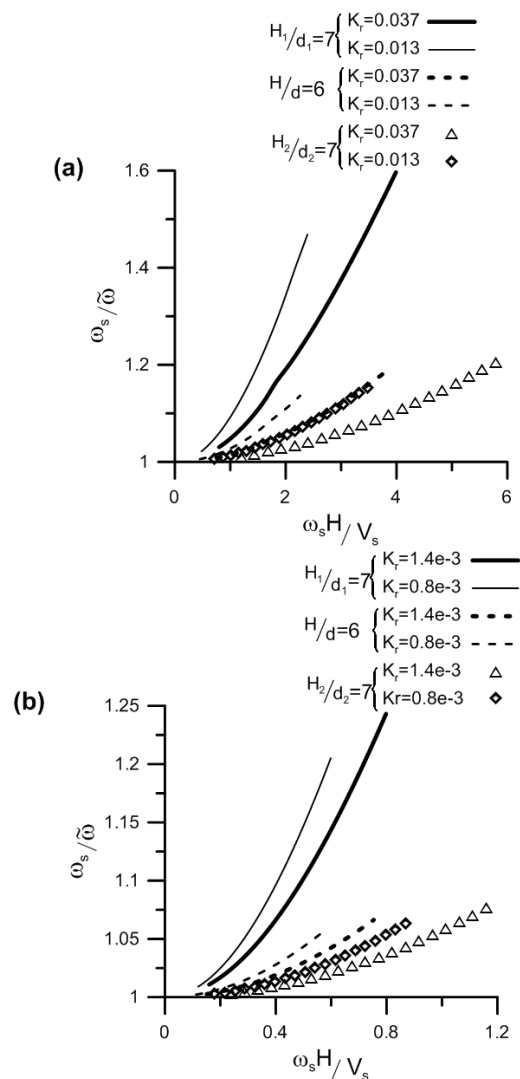 H₁/d₁=7 { Kᵣ=0.037
Kᵣ=0.013
H/d=6 { Kᵣ=0.037
Kᵣ=0.013
H₂/d₂=7 { Kᵣ=0.037
Kᵣ=0.013
(a)
1.6
1.4
1.2
1
ωₛ/ω̃
0 2 4 6
ωₛH/Vₛ
H₁/d₁=7 { Kᵣ=1.4e-3
Kᵣ=0.8e-3
H/d=6 { Kᵣ=1.4e-3
Kᵣ=0.8e-3
H₂/d₂=7 { Kᵣ=1.4e-3
Kr=0.8e-3
(b)
1.25
1.2
1.15
1.1
1.05
1
ωₛ/ω̃
0 0.4 0.8 1.2
ωₛH/Vₛ